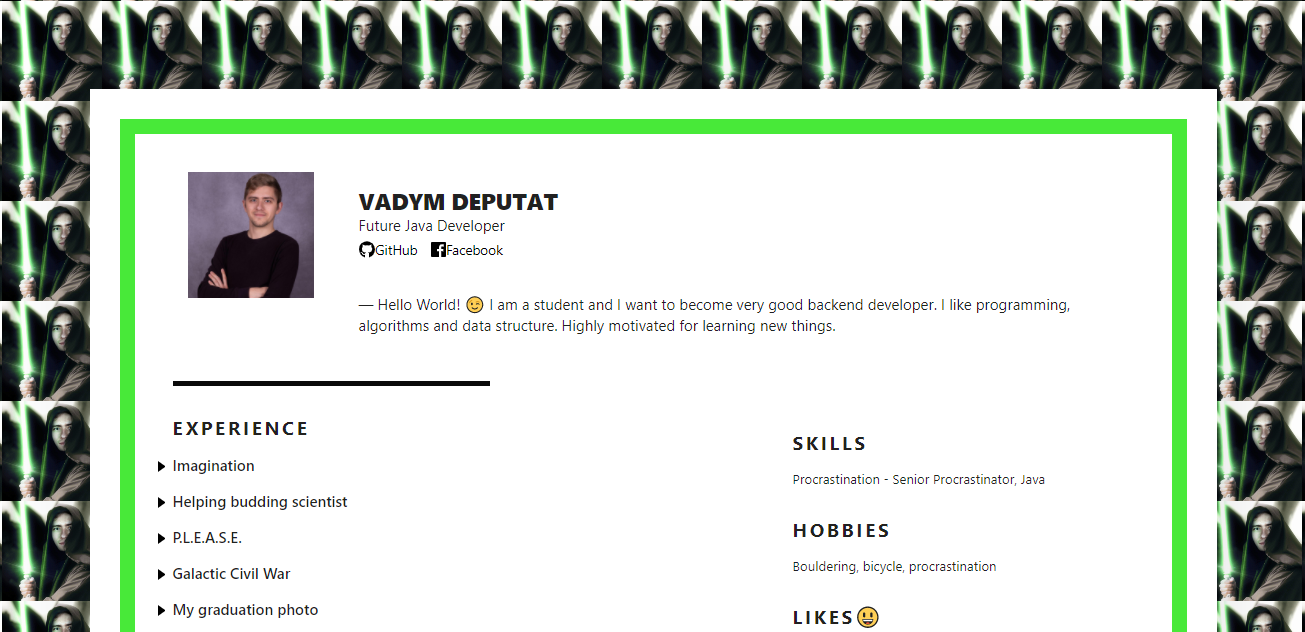 VADYM DEPUTAT
Future Java Developer
GitHub Facebook
— Hello World! 😉 I am a student and I want to become very good backend developer. I like programming,
algorithms and data structure. Highly motivated for learning new things.
EXPERIENCE
Imagination
Helping budding scientist
P.L.E.A.S.E.
Galactic Civil War
My graduation photo
SKILLS
Procrastination - Senior Procrastinator, Java
HOBBIES
Bouldering, bicycle, procrastination
LIKES😃